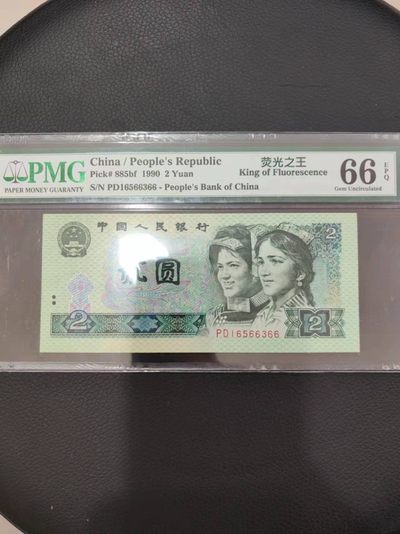 PMG
PAPER MONEY GUARANTY
China / People's Republic
Pick# 885bf 1990 2 Yuan
S/N PD16566366 - People's Bank of China
荧光之王
King of Fluorescence
66 EPQ
Gem Uncirculated
中国人民银行
贰圆
2
2
2
PD16566366